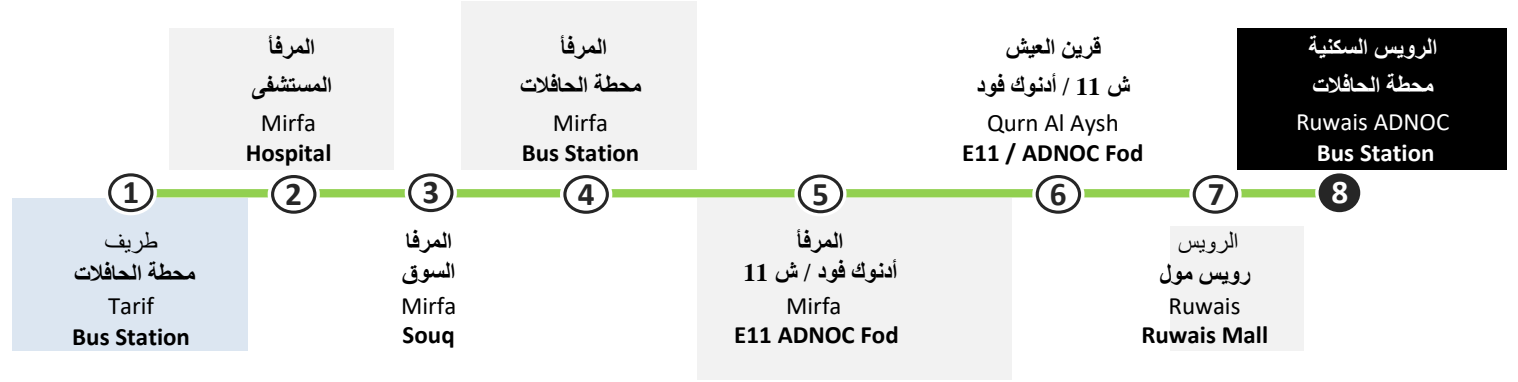 المرفأ
المستشفى
Mirfa
Hospital
المرفأ
محطة الحافلات
Mirfa
Bus Station
قرين العيش
ش 11 / أدنوك فود
Qurn Al Aysh
E11 / ADNOC Fod
الرويس السكنية
محطة الحافلات
Ruwais ADNOC
Bus Station
1 2 3 4 5 6 7 8
طريف
محطة الحافلات
Tarif
Bus Station
المرفا
السوق
Mirfa
Souq
المرفأ
أدنوك فود / ش 11
Mirfa
E11 ADNOC Fod
الرويس
رويس مول
Ruwais
Ruwais Mall